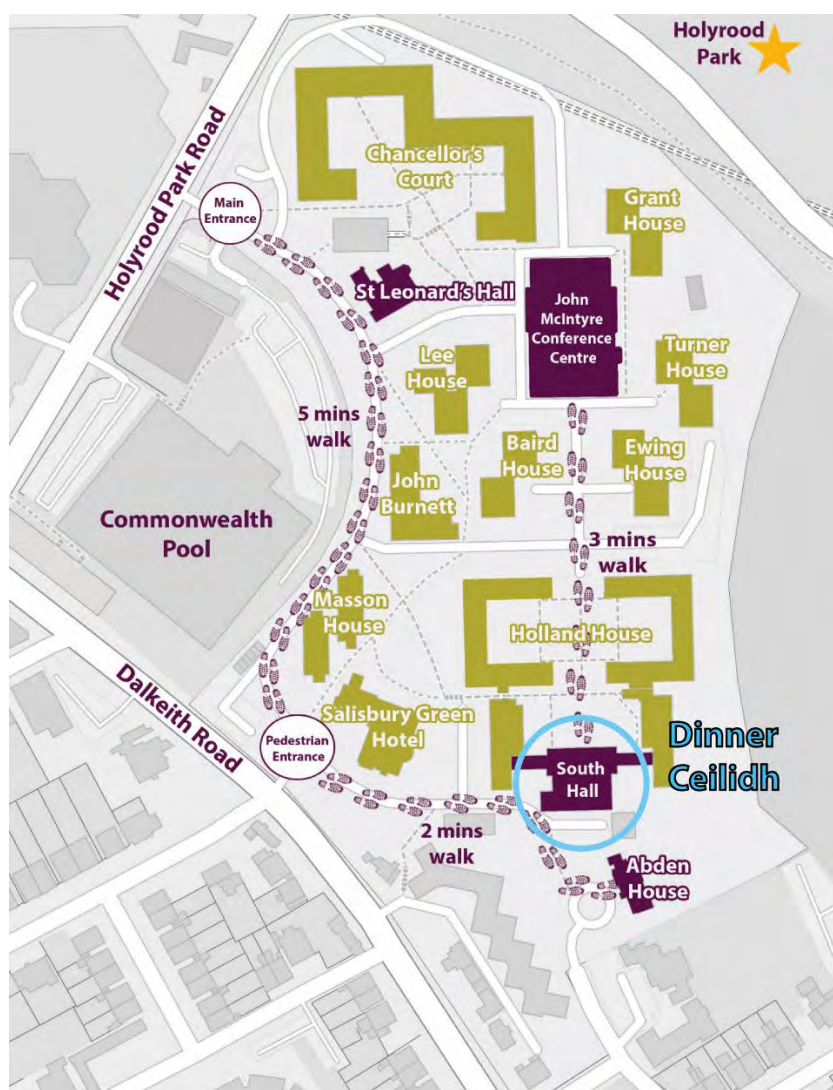 Holyrood
Park
Holyrood Park Road
Main
Entrance
Chancellor's
Court
Grant
House
St Leonard's Hall
John
McIntyre
Conference
Centre
Lee
House
Turner
House
5 mins
walk
Baird
House
Ewing
House
John
Burnett
Commonwealth
Pool
3 mins
walk
Masson
House
Holland House
Dalkeith Road
Salisbury Green
Hotel
Pedestrian
Entrance
Dinner
Ceilidh
South
Hall
2 mins
walk
Abden
House